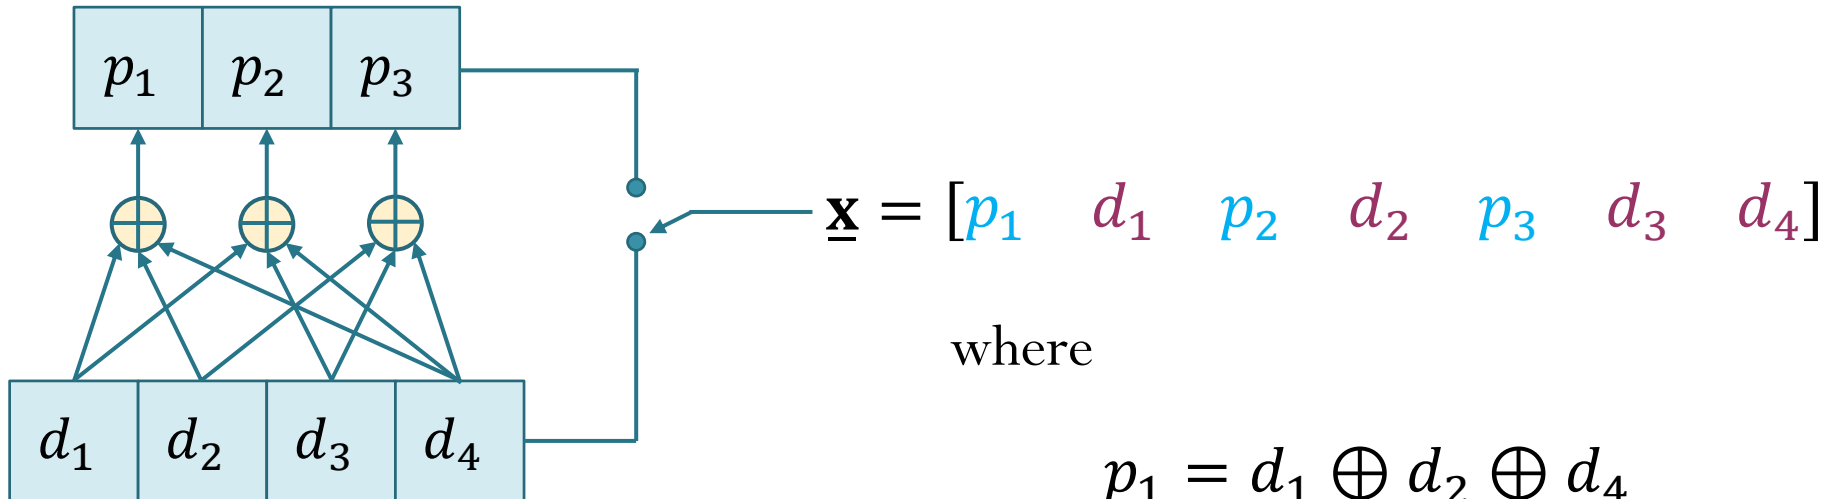 p₁ p₂ p₃
x = [p₁ d₁ p₂ d₂ p₃ d₃ d₄]
where
d₁ d₂ d₃ d₄
p₁ = d₁ ⊕ d₂ ⊕ d₄